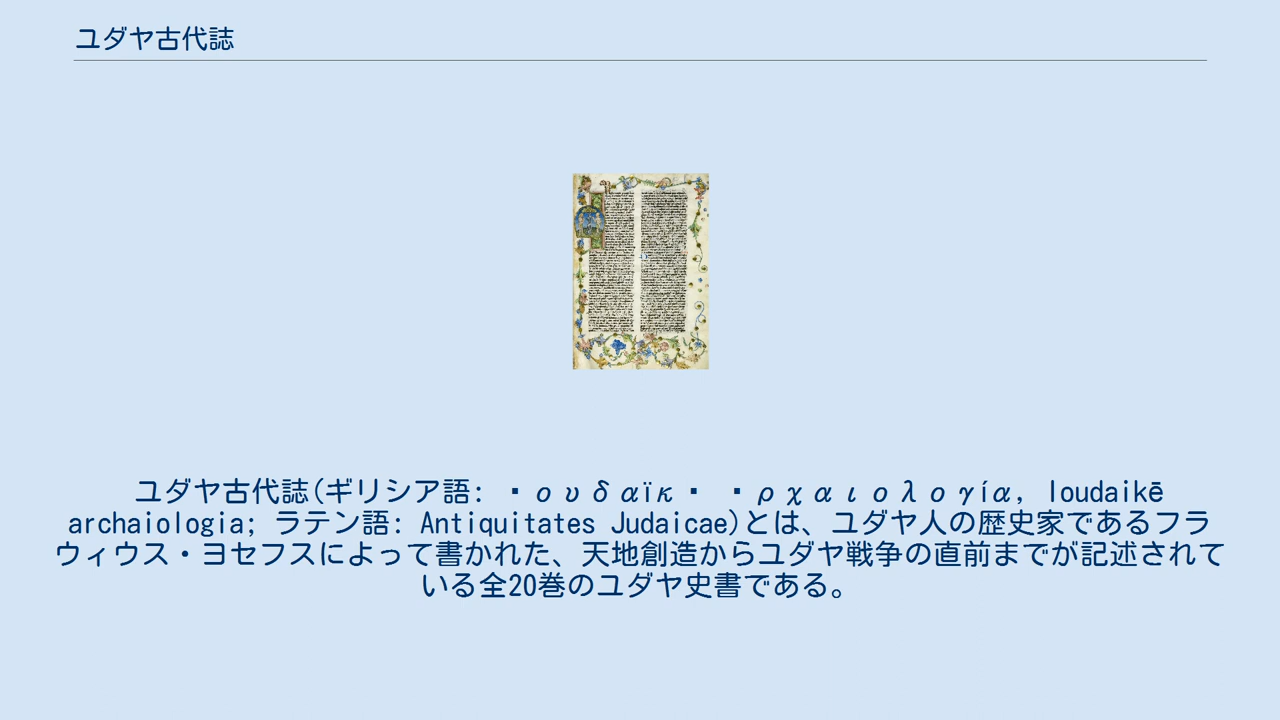 ユダヤ古代誌
ユダヤ古代誌(ギリシア語: ･ουδαϊκ･ ･ρχαιολογία, Ioudaikē
archaiologia; ラテン語: Antiquitates Judaicae)とは、ユダヤ人の歴史家であるフラ
ウィウス・ヨセフスによって書かれた、天地創造からユダヤ戦争の直前までが記述されて
いる全20巻のユダヤ史書である。